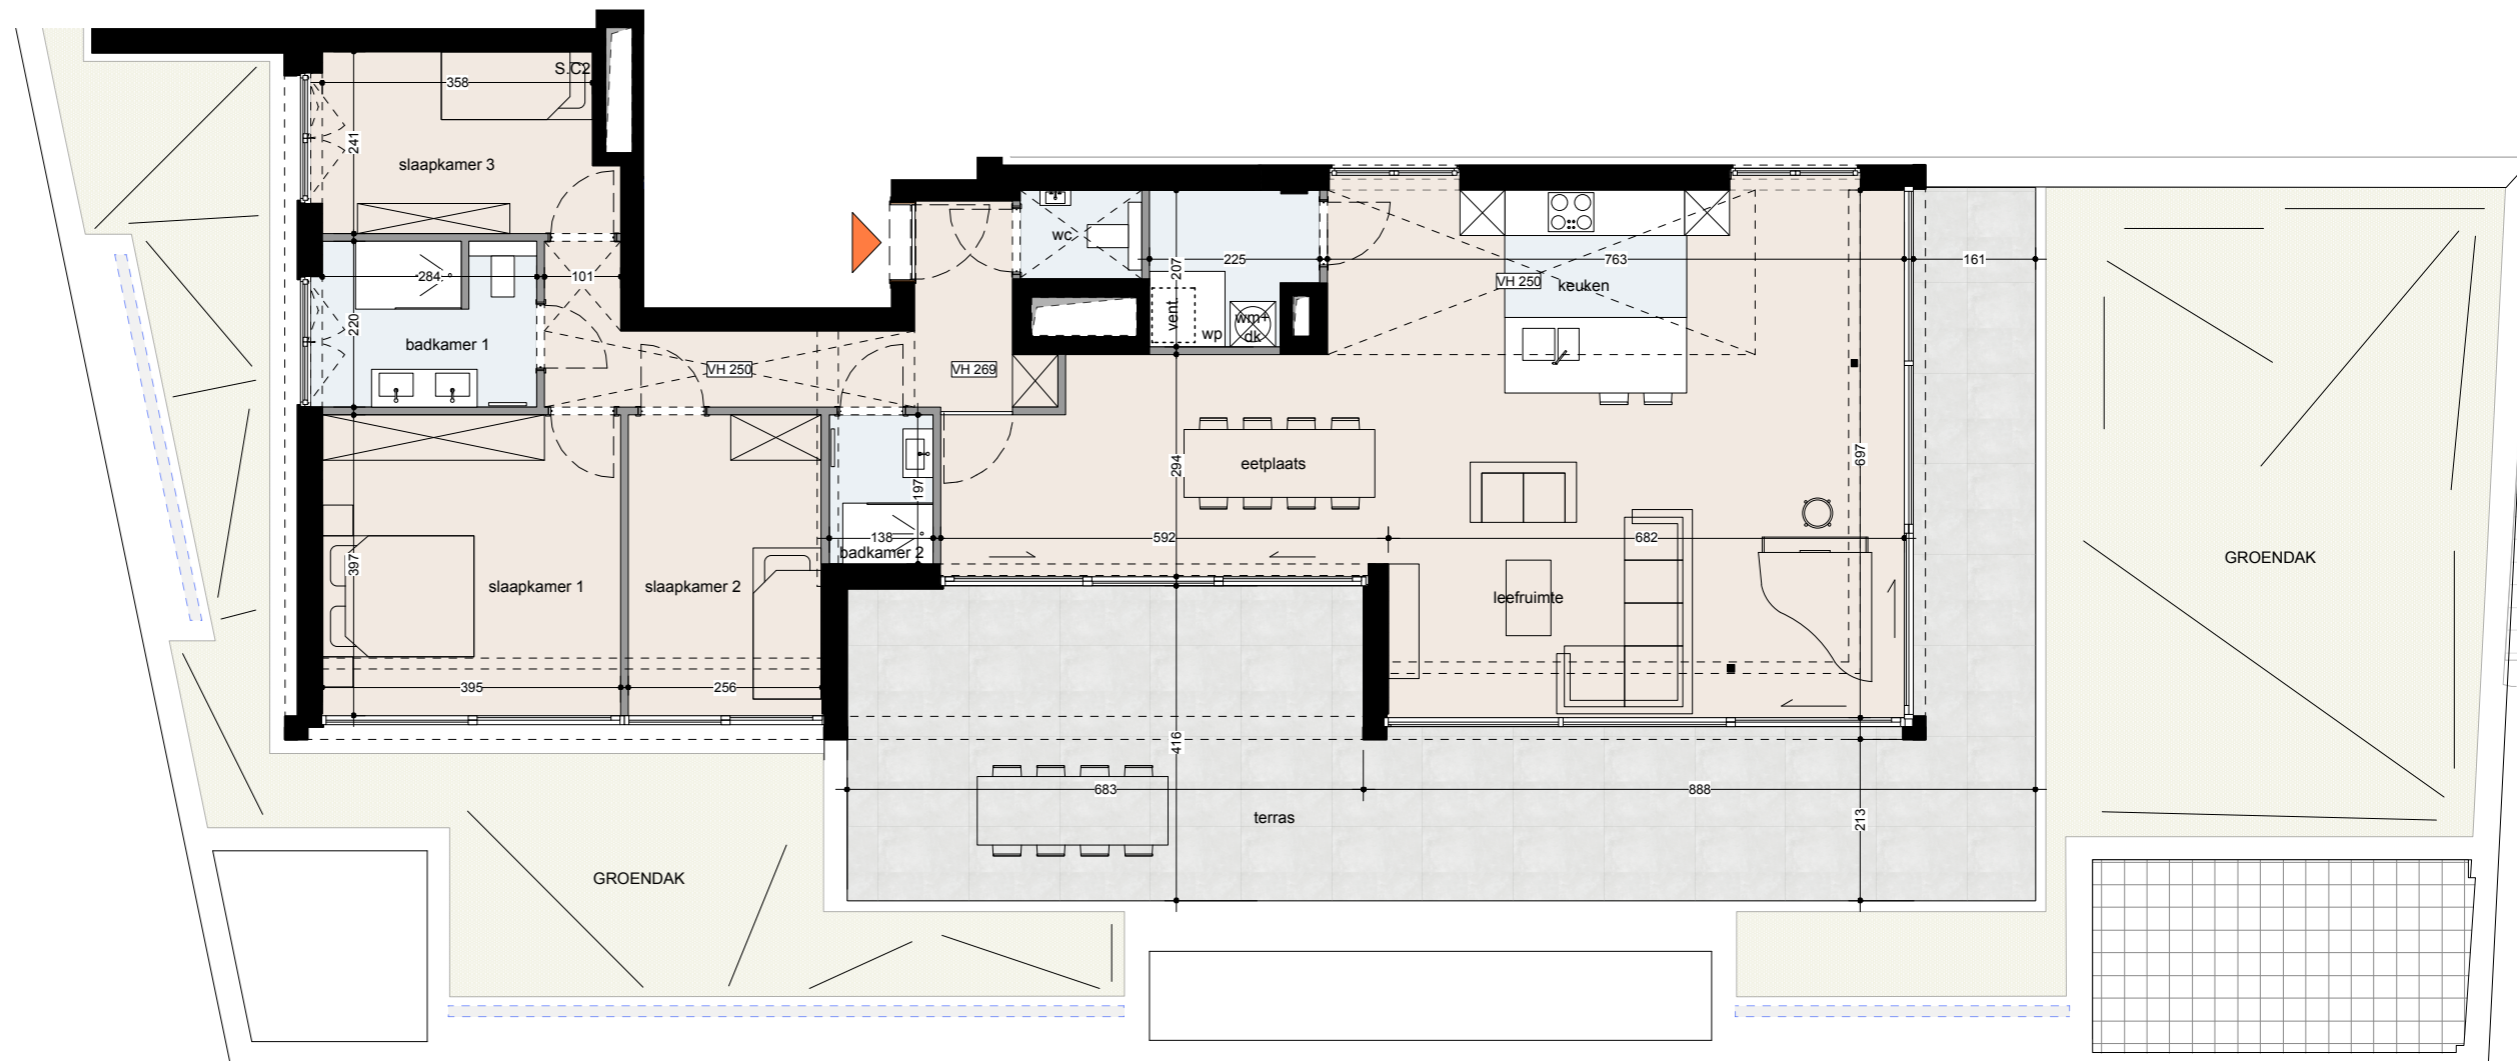 S.C2
358
241
slaapkamer 3
wc
207
225
763
161
284
101
VH 250
keuken
vent.
wp
wm+
dk
220
badkamer 1
VH 250
VH 269
294
eetplaats
697
197
397
138
badkamer 2
592
682
GROENDAK
slaapkamer 1
slaapkamer 2
leefruimte
395
256
416
683
888
terras
213
GROENDAK